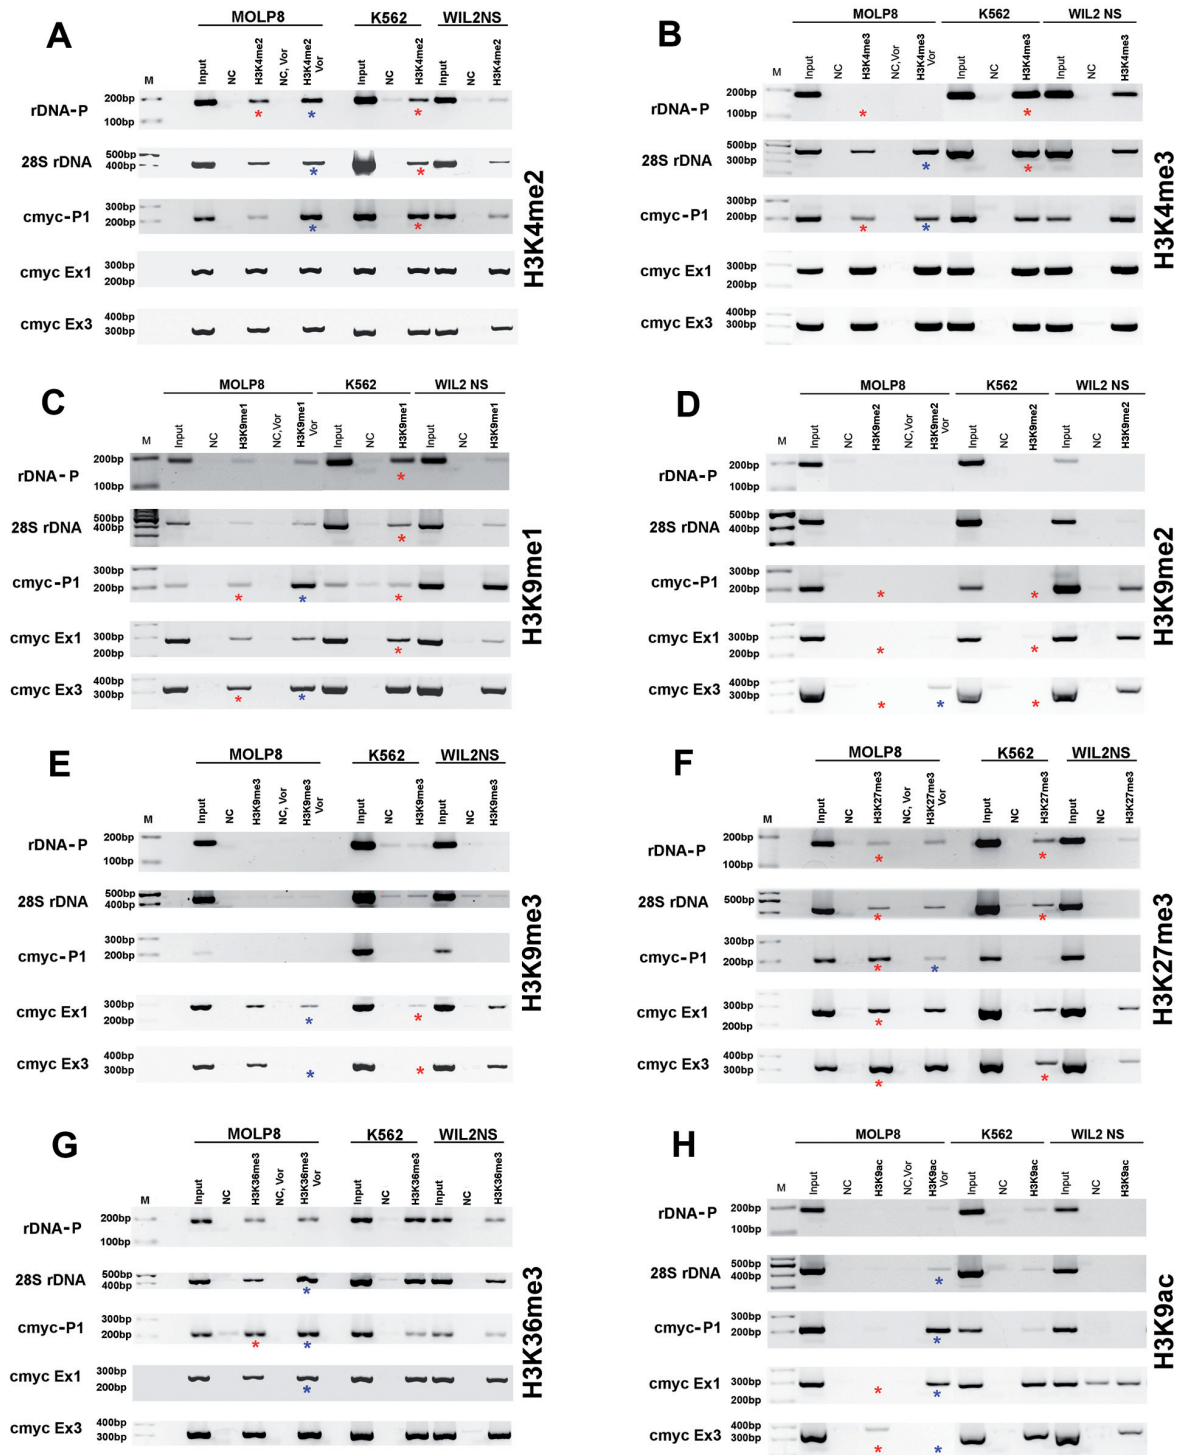 A
MOLP8 K562 WIL2NS
M Input NC H3K4me2 NC, Vor H3K4me2 Vor Input NC H3K4me2 Input NC H3K4me2
rDNA-P 200bp 100bp * * *
28S rDNA 500bp 400bp * *
cmyc-P1 300bp 200bp * *
cmyc Ex1 300bp 200bp
cmyc Ex3 400bp 300bp
H3K4me2
B
MOLP8 K562 WIL2 NS
M Input NC H3K4me3 NC,Vor H3K4me3 Vor Input NC H3K4me3 Input NC H3K4me3
rDNA-P 200bp 100bp * *
28S rDNA 500bp 300bp * *
cmyc-P1 300bp 200bp * *
cmyc Ex1 300bp 200bp
cmyc Ex3 400bp 300bp
H3K4me3
C
MOLP8 K562 WIL2 NS
M Input NC H3K9me1 NC,Vor H3K9me1 Vor Input NC H3K9me1 Input NC H3K9me1
rDNA-P 200bp 100bp *
28S rDNA 500bp 400bp *
cmyc-P1 300bp 200bp * * *
cmyc Ex1 300bp 200bp *
cmyc Ex3 400bp 300bp * *
H3K9me1
D
MOLP8 K562 WIL2 NS
M Input NC H3K9me2 NC,Vor H3K9me2 Vor Input NC H3K9me2 Input NC H3K9me2
rDNA-P 200bp 100bp
28S rDNA 500bp 400bp
cmyc-P1 300bp 200bp * *
cmyc Ex1 300bp 200bp * *
cmyc Ex3 400bp 300bp * * *
H3K9me2
E
MOLP8 K562 WIL2NS
M Input NC H3K9me3 NC, Vor H3K9me3 Vor Input NC H3K9me3 Input NC H3K9me3
rDNA-P 200bp 100bp
28S rDNA 500bp 400bp
cmyc-P1 300bp 200bp
cmyc Ex1 300bp 200bp * *
cmyc Ex3 400bp 300bp * *
H3K9me3
F
MOLP8 K562 WIL2NS
M Input NC H3K27me3 NC, Vor H3K27me3 Vor Input NC H3K27me3 Input NC H3K27me3
rDNA-P 200bp 100bp * *
28S rDNA 500bp * *
cmyc-P1 300bp 200bp * *
cmyc Ex1 300bp 200bp *
cmyc Ex3 400bp 300bp * *
H3K27me3
G
MOLP8 K562 WIL2NS
M Input NC H3K36me3 NC, Vor H3K36me3 Vor Input NC H3K36me3 Input NC H3K36me3
rDNA-P 200bp 100bp
28S rDNA 500bp 400bp *
cmyc-P1 300bp 200bp * *
cmyc Ex1 300bp 200bp *
cmyc Ex3 400bp 300bp
H3K36me3
H
MOLP8 K562 WIL2 NS
M Input NC H3K9ac NC,Vor H3K9ac Vor Input NC H3K9ac Input NC H3K9ac
rDNA-P 200bp 100bp
28S rDNA 500bp 400bp *
cmyc-P1 300bp 200bp *
cmyc Ex1 300bp 200bp * *
cmyc Ex3 400bp 300bp * *
H3K9ac